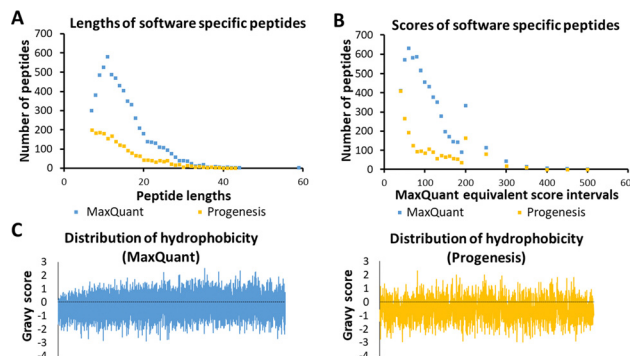 A
Lengths of software specific peptides
Number of peptides
700
600
500
400
300
200
100
0
0 20 40 60
Peptide lengths
MaxQuant Progenesis
B
Scores of software specific peptides
Number of peptides
700
600
500
400
300
200
100
0
0 100 200 300 400 500 600
MaxQuant equivalent score intervals
MaxQuant Progenesis
C
Distribution of hydrophobicity
(MaxQuant)
Gravy score
3
2
1
0
-1
-2
-3
-4
Distribution of hydrophobicity
(Progenesis)
Gravy score
3
2
1
0
-1
-2
-3
-4